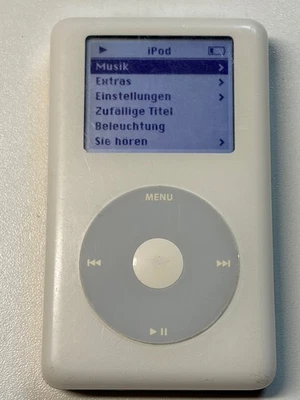 iPod
Musik
Extras
Einstellungen
Zufällige Titel
Beleuchtung
Sie hören
MENU